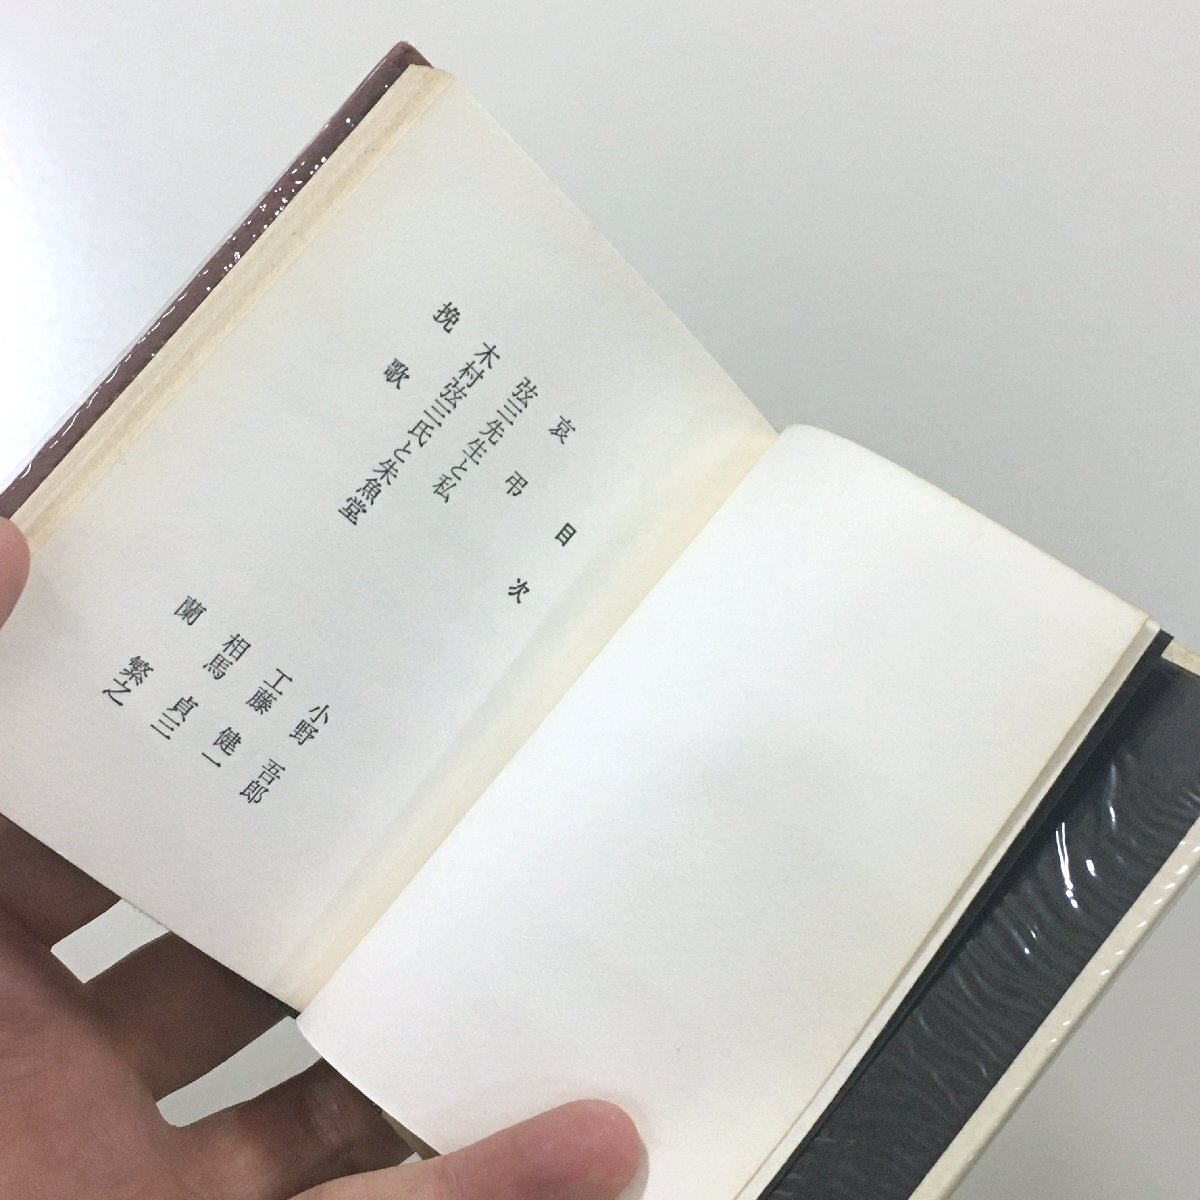 目次
哀弔　小野吾郎
弦三先生と私　工藤健一
木村弦三氏と朱魚堂　相馬貞三
挽歌　蘭繁之